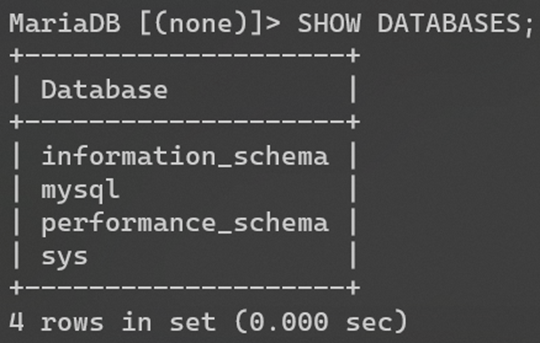 MariaDB [(none)]> SHOW DATABASES;
+--------------------+
| Database           |
+--------------------+
| information_schema |
| mysql              |
| performance_schema |
| sys                |
+--------------------+
4 rows in set (0.000 sec)